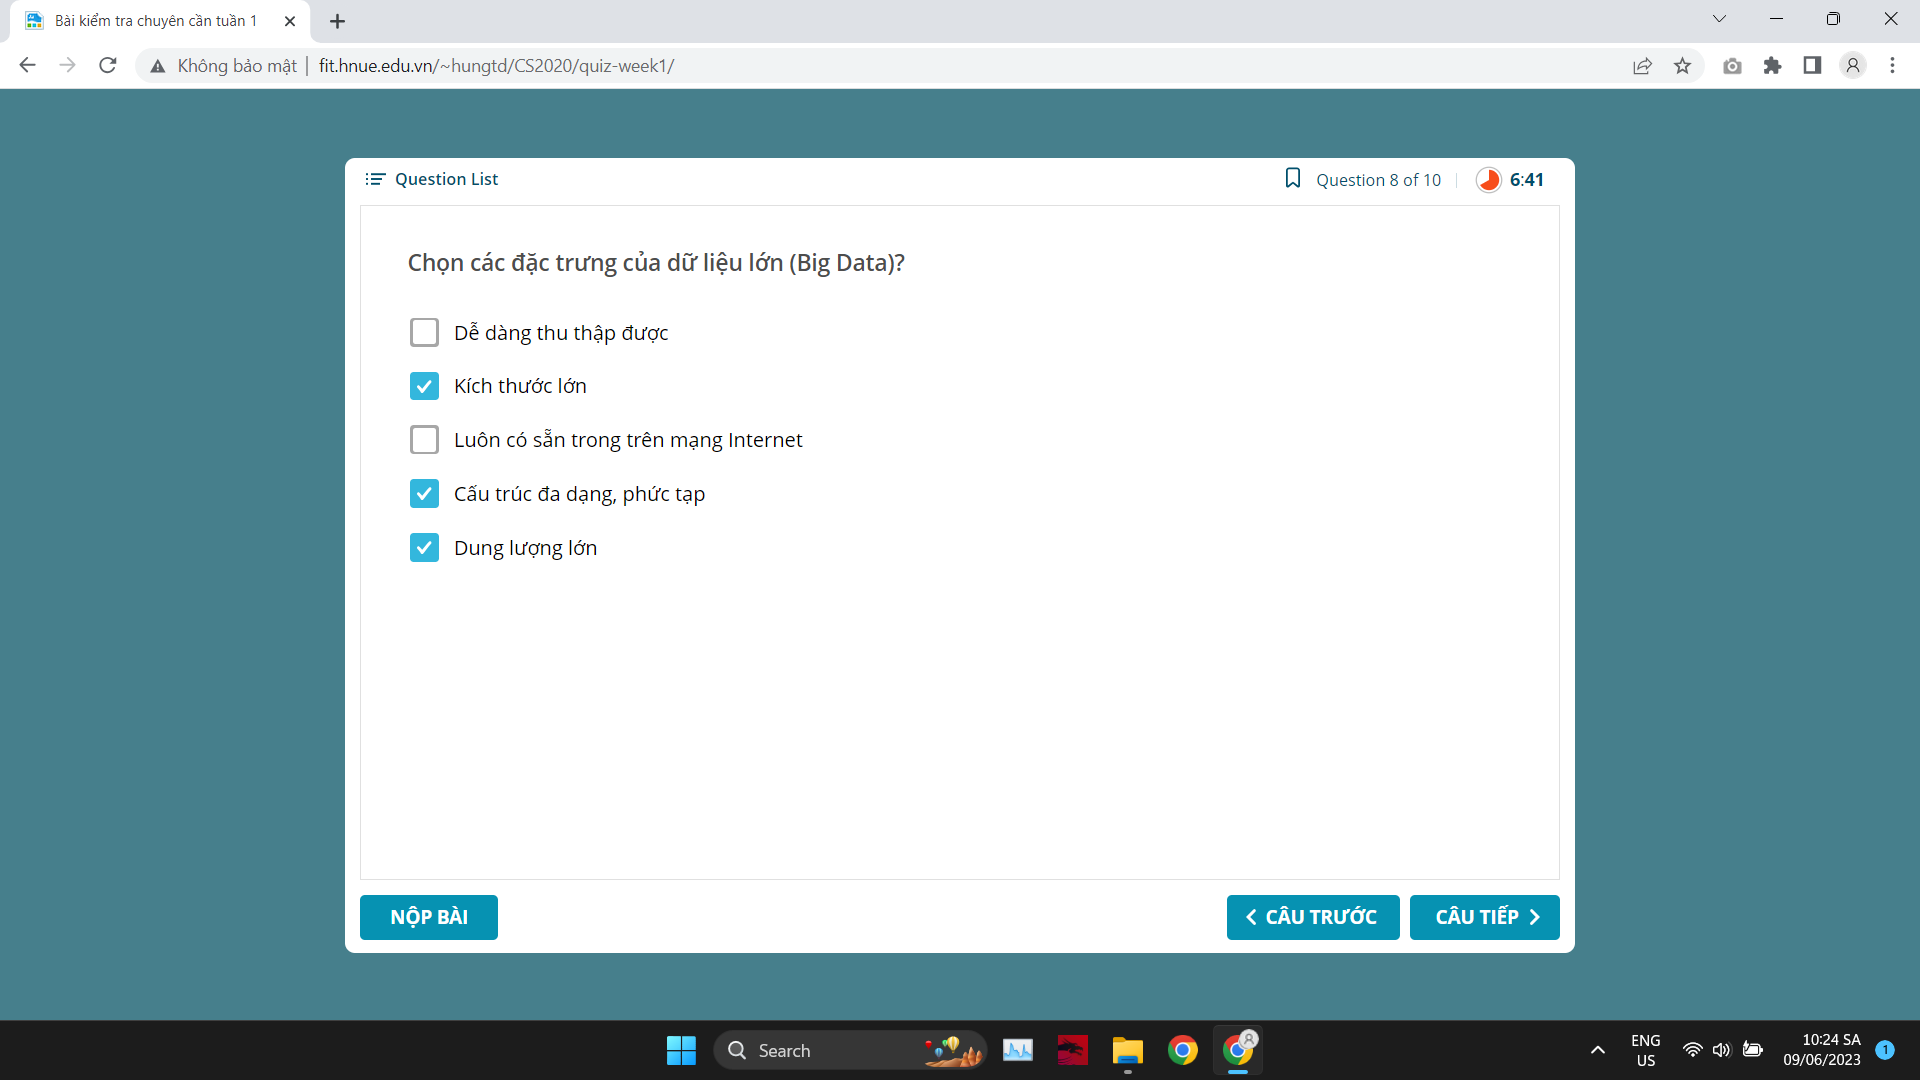 Bài kiểm tra chuyên cần tuần 1
Không bảo mật
fit.hnue.edu.vn/~hungtd/CS2020/quiz-week1/
Question List
Question 8 of 10
6:41
Chọn các đặc trưng của dữ liệu lớn (Big Data)?
Dễ dàng thu thập được
Kích thước lớn
Luôn có sẵn trong trên mạng Internet
Cấu trúc đa dạng, phức tạp
Dung lượng lớn
NỘP BÀI
CÂU TRƯỚC
CÂU TIẾP
Search
ENG
US
10:24 SA
09/06/2023
1